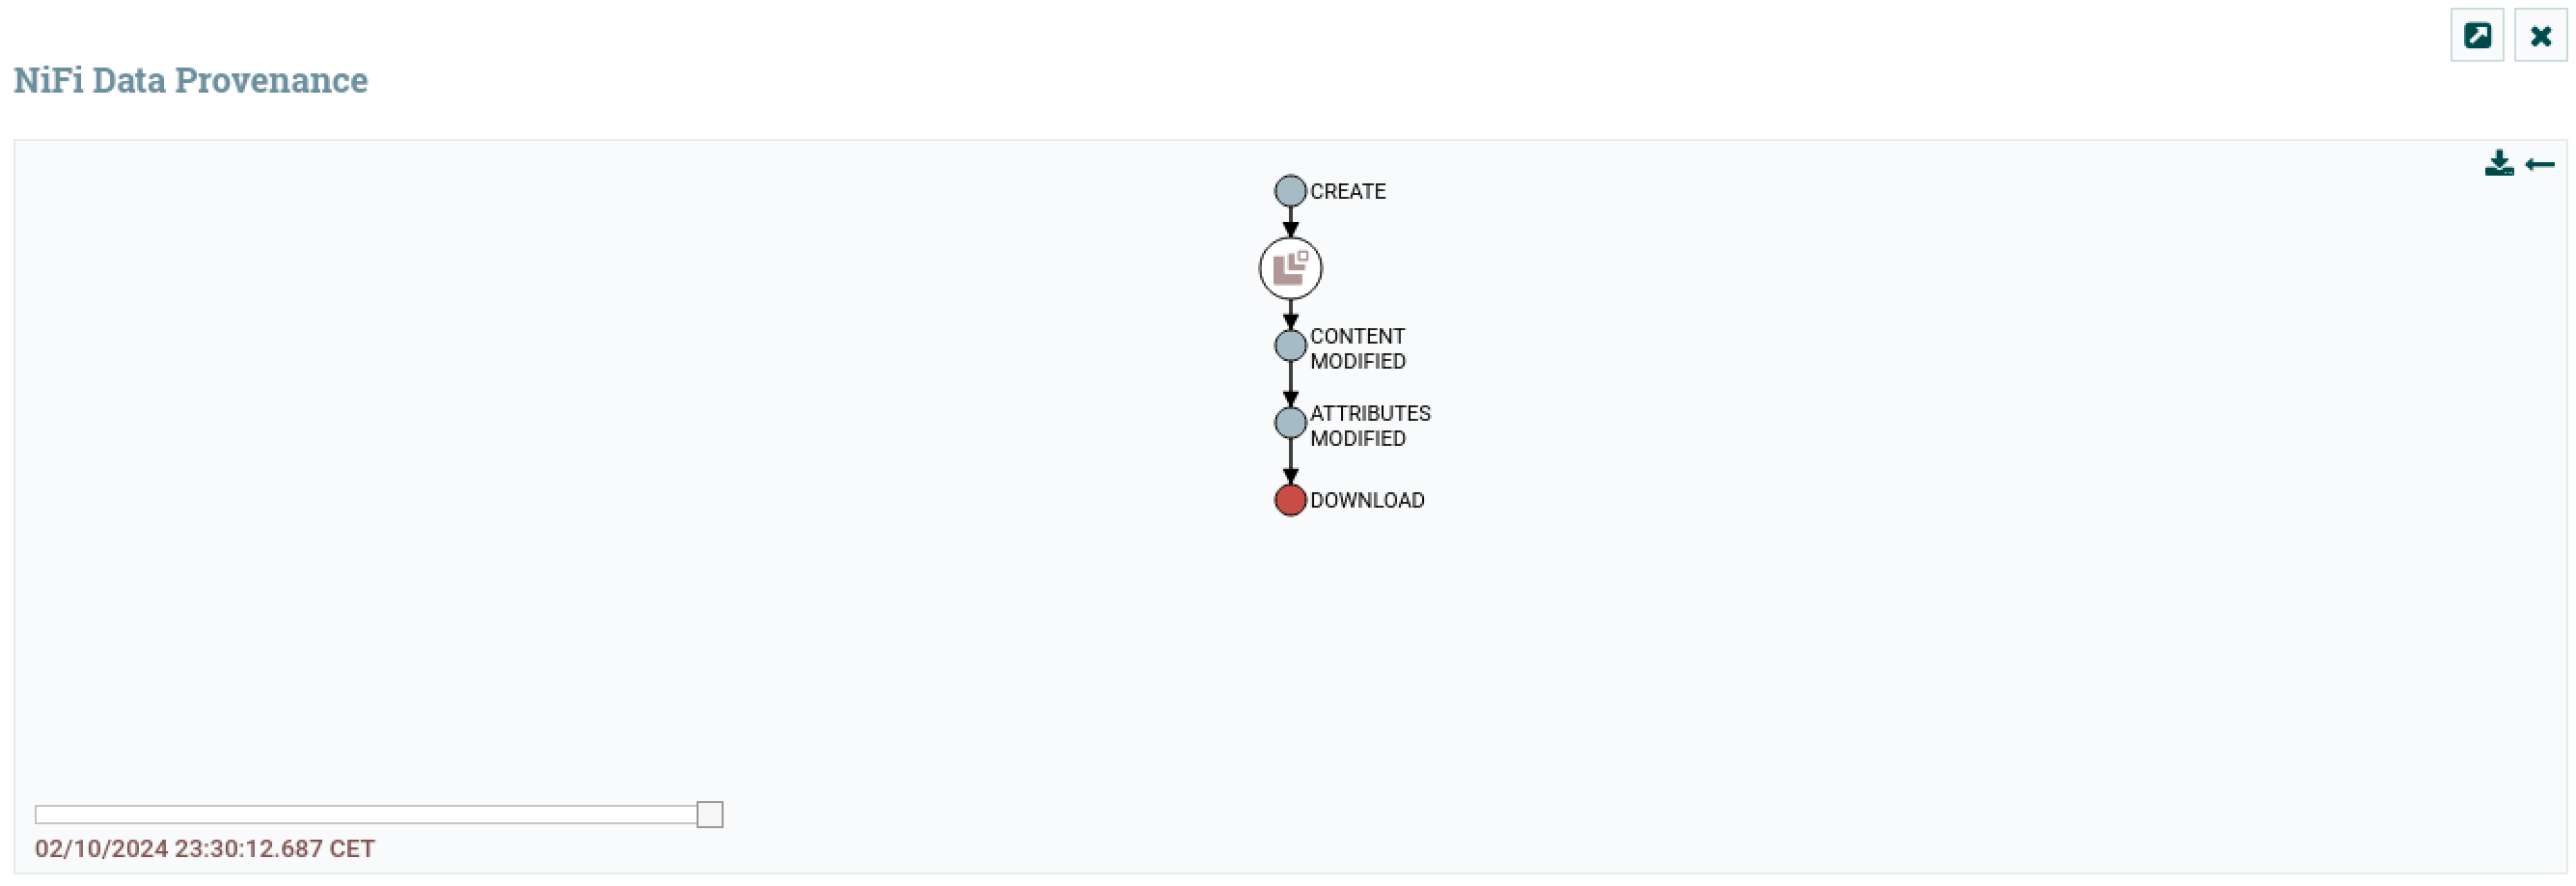 NiFi Data Provenance
CREATE
CONTENT
MODIFIED
ATTRIBUTES
MODIFIED
DOWNLOAD
02/10/2024 23:30:12.687 CET